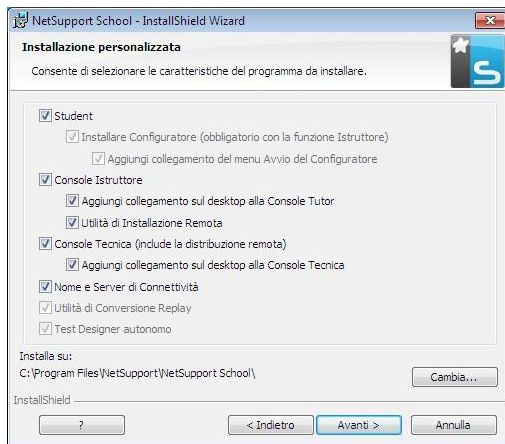 NetSupport School - InstallShield Wizard
Installazione personalizzata
Consente di selezionare le caratteristiche del programma da installare.
S
Student
Installare Configuratore (obbligatorio con la funzione Istruttore)
Aggiungi collegamento del menu Avvio del Configuratore
Console Istruttore
Aggiungi collegamento sul desktop alla Console Tutor
Utilità di Installazione Remota
Console Tecnica (include la distribuzione remota)
Aggiungi collegamento sul desktop alla Console Tecnica
Nome e Server di Connettività
Utilità di Conversione Replay
Test Designer autonomo
Installa su:
C:\Program Files\NetSupport\NetSupport School\
Cambia...
InstallShield
? < Indietro Avanti > Annulla